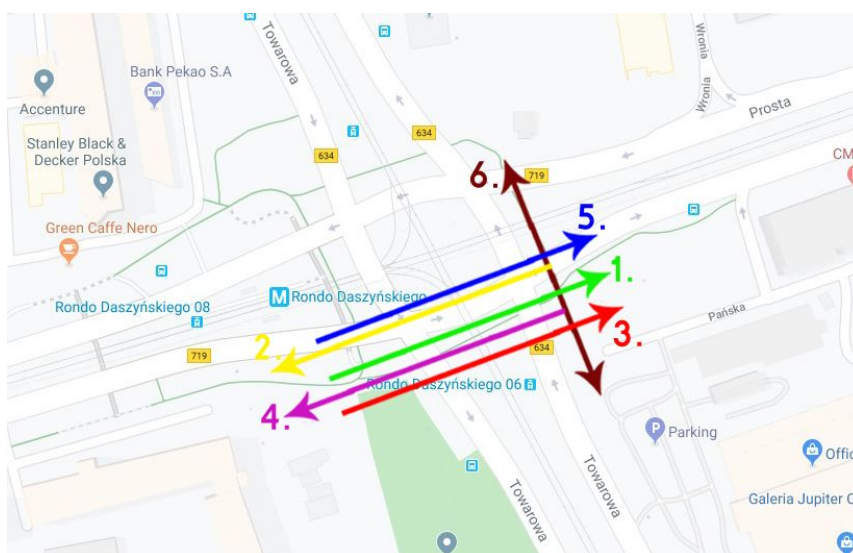 Towarowa
Bank Pekao S.A
Accenture
Wronia
Wronia
Prosta
634
Stanley Black &
Decker Polska
634
CM
6.
719
Green Caffe Nero
5.
M Rondo Daszyńskiego
1.
Rondo Daszyńskiego 08
Pańska
2.
719
634
3.
Rondo Daszyńskiego 06
4.
P Parking
Offic
Towarowa
Towarowa
Galeria Jupiter C